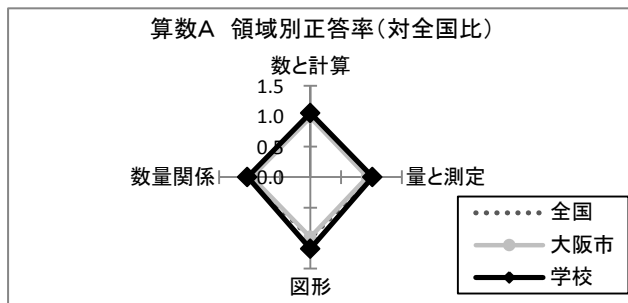 算数A 領域別正答率(対全国比)
数と計算
1.5
1.0
0.5
0.0
数量関係
量と測定
図形
全国
大阪市
学校